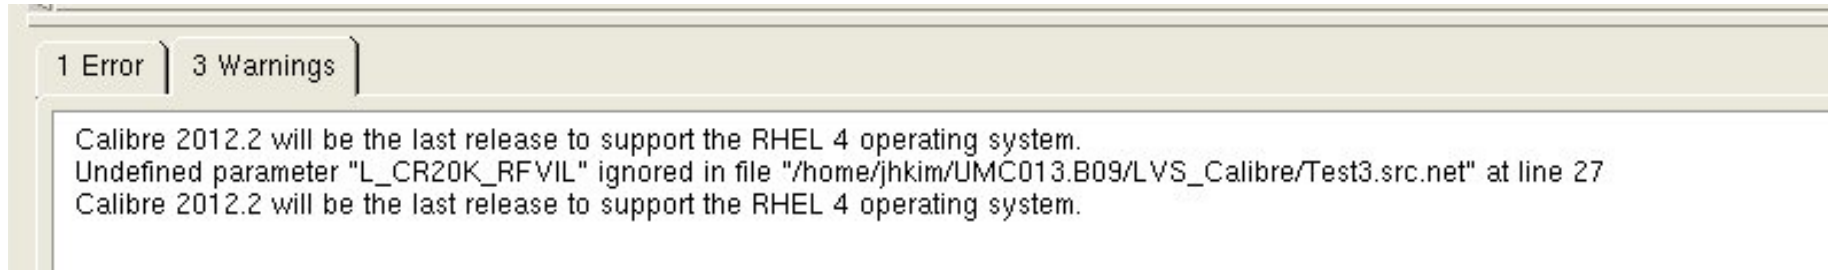 1 Error
3 Warnings
Calibre 2012.2 will be the last release to support the RHEL 4 operating system.
Undefined parameter "L_CR20K_RFVIL" ignored in file "/home/jhkim/UMC013.B09/LVS_Calibre/Test3.src.net" at line 27
Calibre 2012.2 will be the last release to support the RHEL 4 operating system.